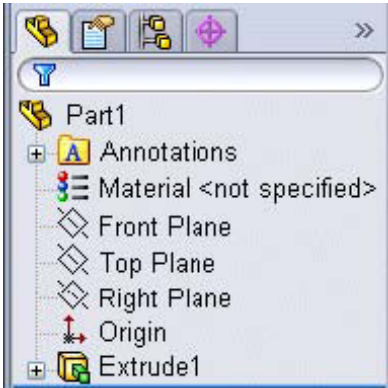 Part1
A Annotations
Material <not specified>
Front Plane
Top Plane
Right Plane
Origin
Extrude1